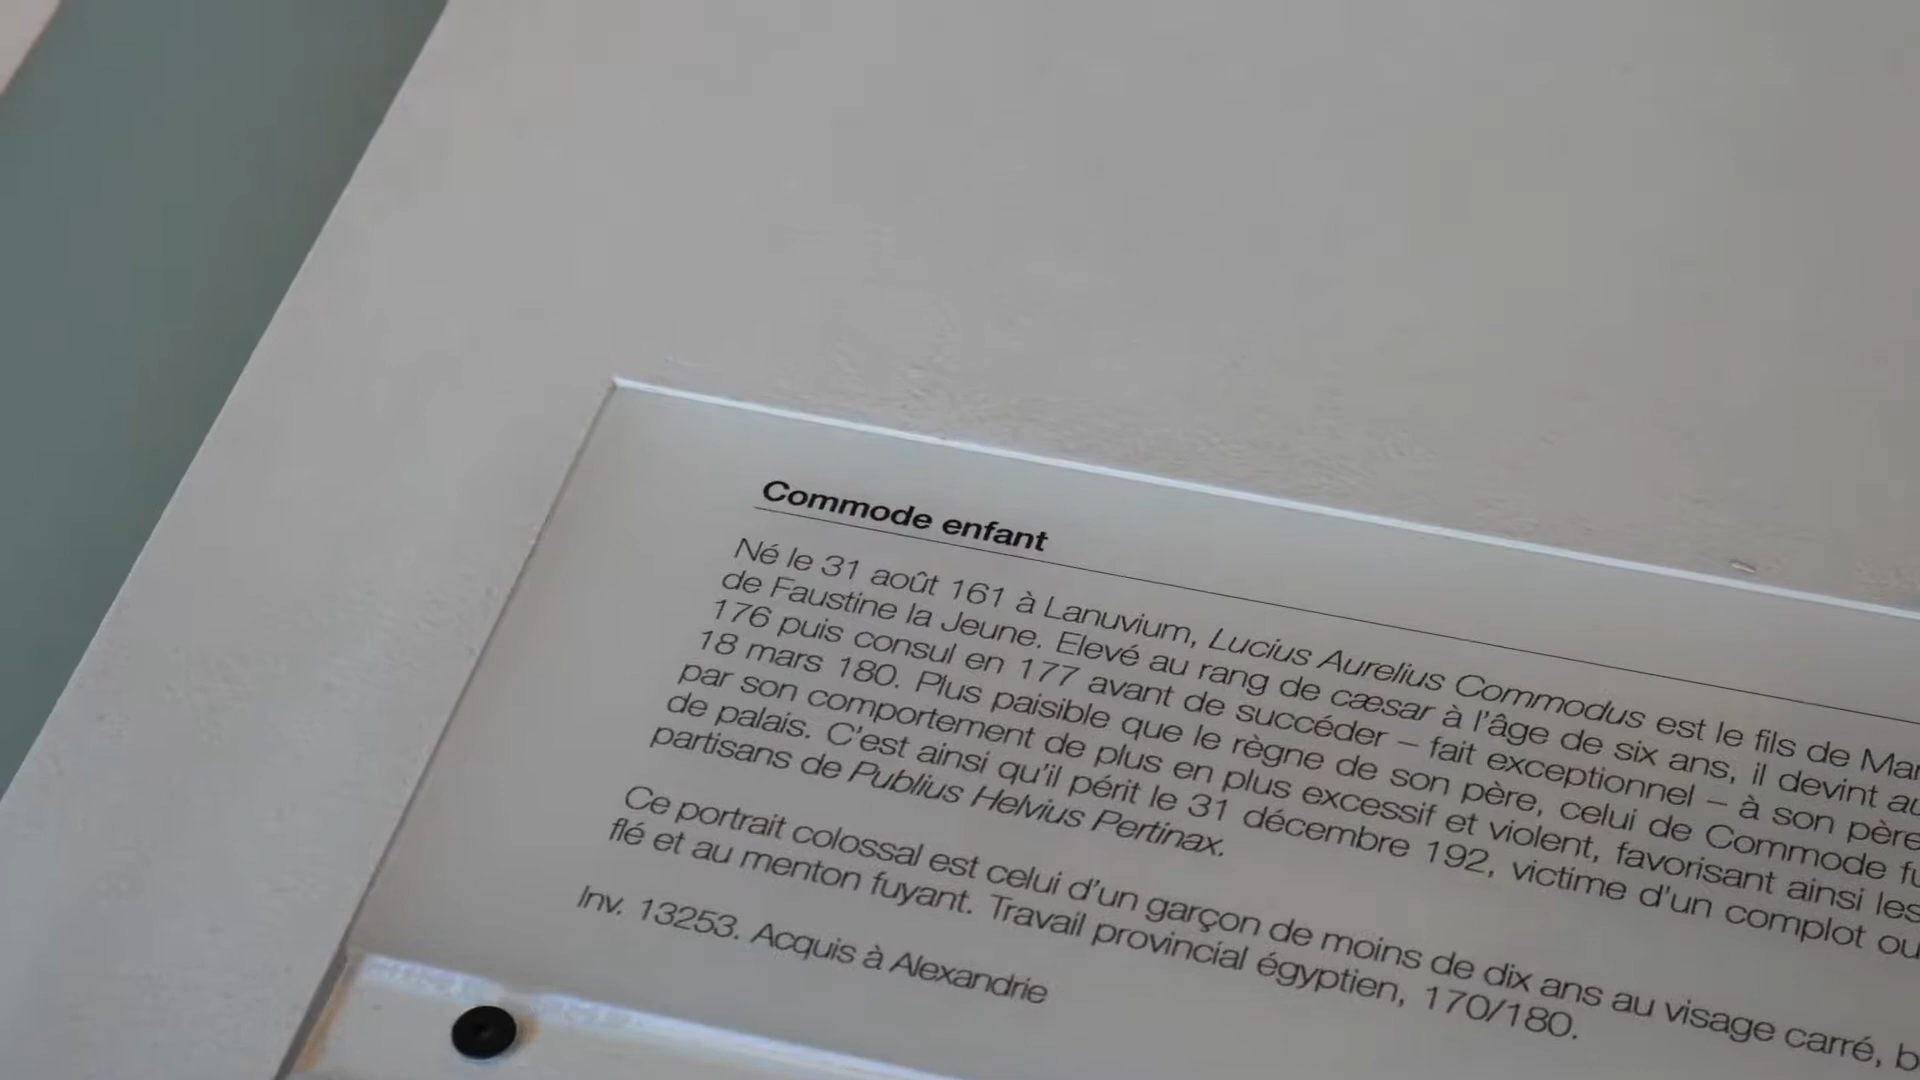 Commode enfant
Né le 31 août 161 à Lanuvium, Lucius Aurelius Commodus est le fils de
de Faustine la Jeune. Elevé au rang de cæsar à l'âge de six ans, il devint
176 puis consul en 177 avant de succéder – fait exceptionnel – à son père
18 mars 180. Plus paisible que le règne de son père, celui de Commode
par son comportement de plus en plus excessif et violent, favorisant ainsi les
de palais. C'est ainsi qu'il périt le 31 décembre 192, victime d'un complot
partisans de Publius Helvius Pertinax.
Ce portrait colossal est celui d'un garçon de moins de dix ans au visage carré,
flé et au menton fuyant. Travail provincial égyptien, 170/180.
Inv. 13253. Acquis à Alexandrie